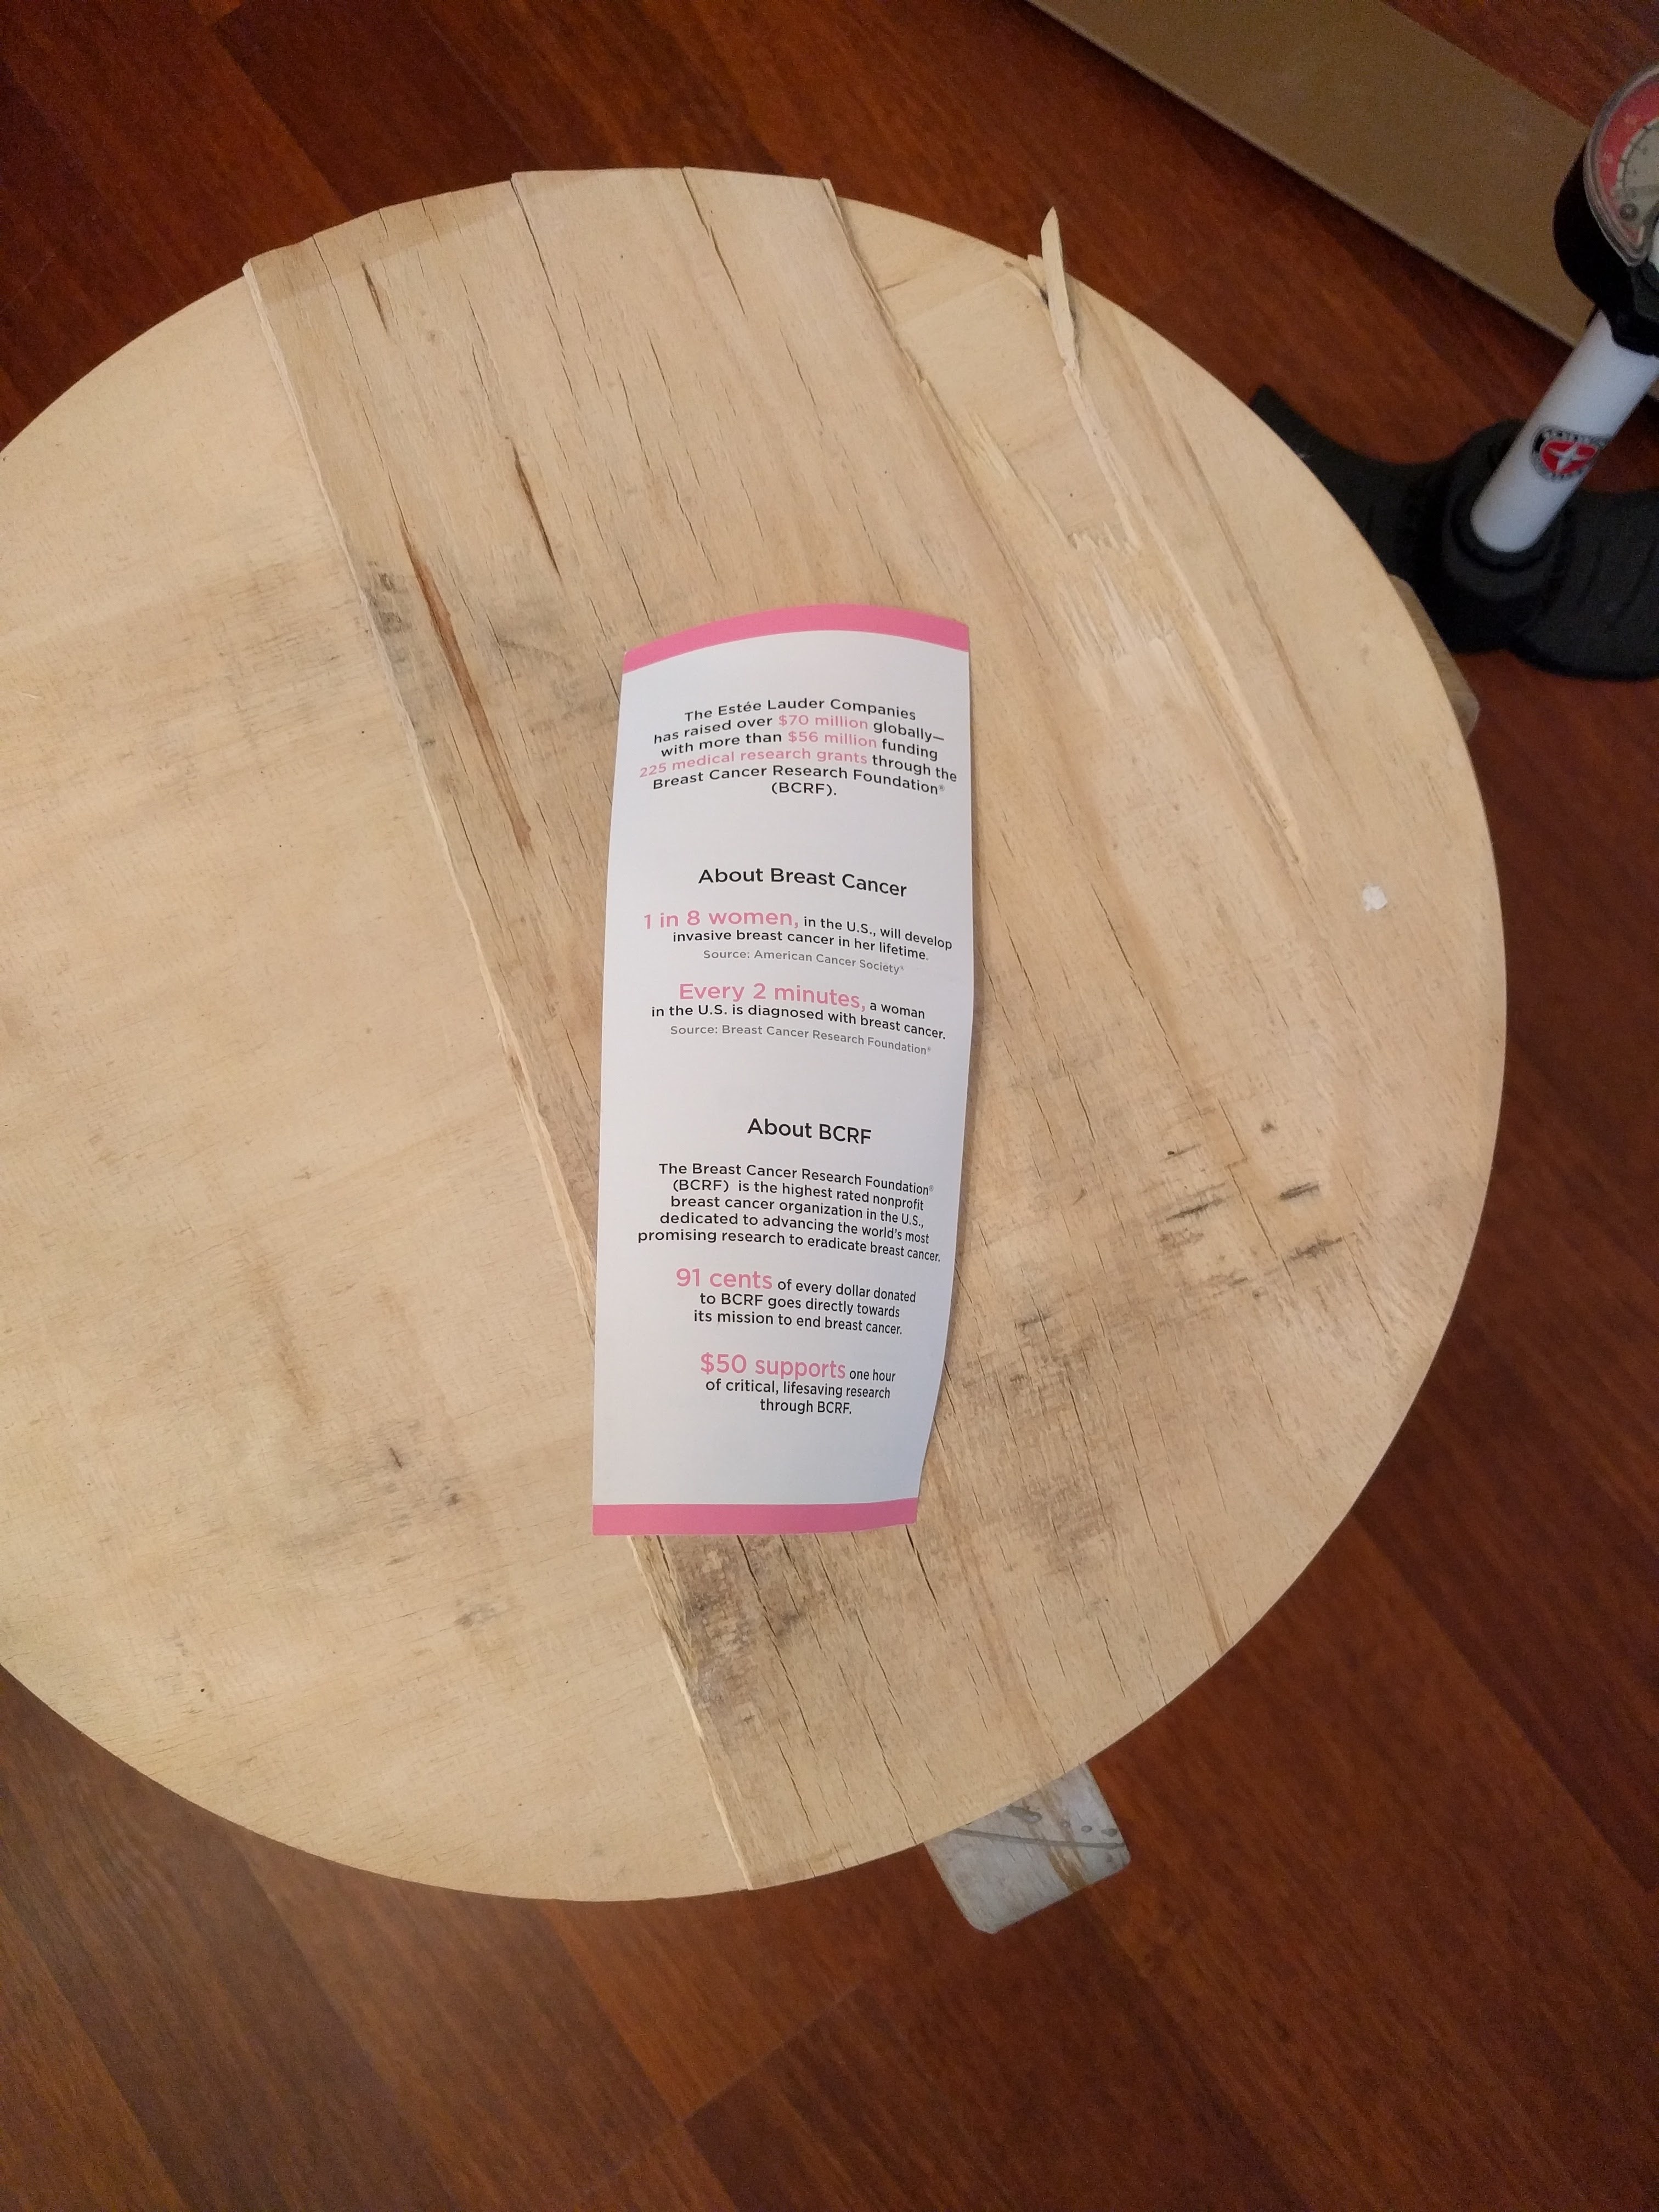 The Estée Lauder Companies
has raised over $70 million globally—
with more than $56 million funding
225 medical research grants through the
Breast Cancer Research Foundation®
(BCRF).
About Breast Cancer
1 in 8 women, in the U.S., will develop
invasive breast cancer in her lifetime.
Source: American Cancer Society®
Every 2 minutes, a woman
in the U.S. is diagnosed with breast cancer.
Source: Breast Cancer Research Foundation®
About BCRF
The Breast Cancer Research Foundation®
(BCRF) is the highest rated nonprofit
breast cancer organization in the U.S.,
dedicated to advancing the world's most
promising research to eradicate breast cancer.
91 cents of every dollar donated
to BCRF goes directly towards
its mission to end breast cancer.
$50 supports one hour
of critical, lifesaving research
through BCRF.